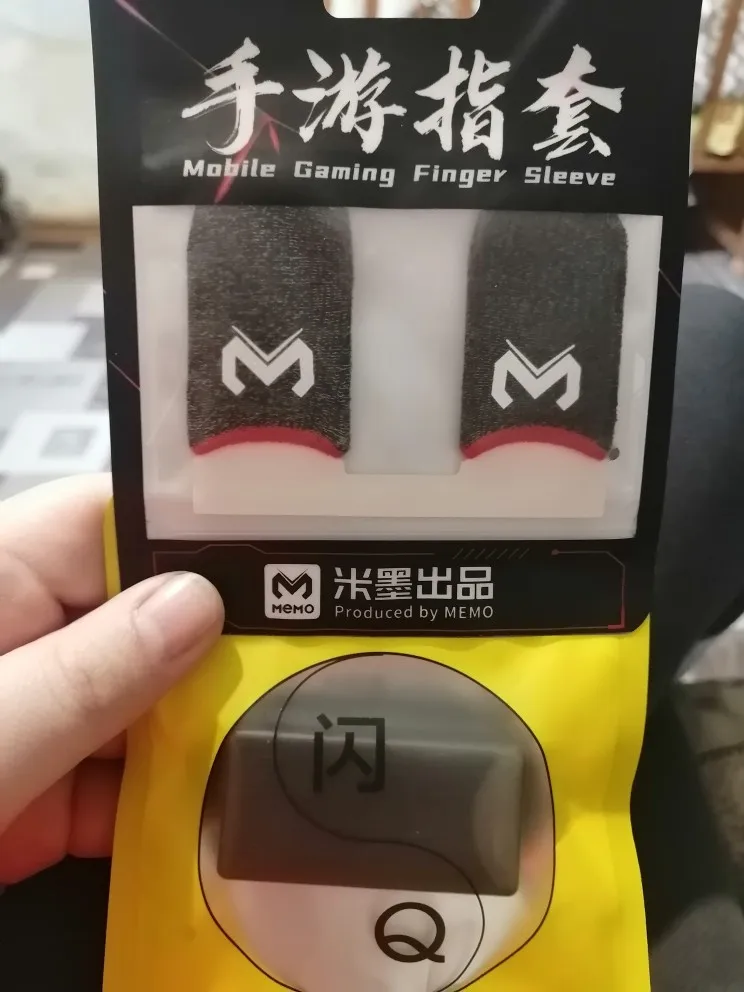 手游指套
Mobile Gaming Finger Sleeve
MEMO
米墨出品
Produced by MEMO
闪
Q